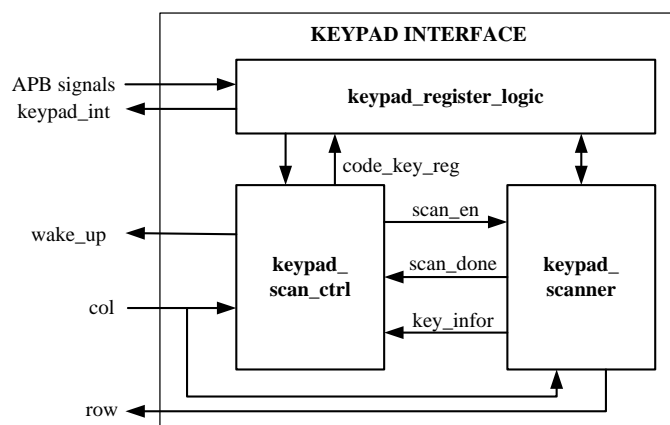 KEYPAD INTERFACE
APB signals
keypad_int
keypad_register_logic
code_key_reg
wake_up
col
row
keypad_
scan_ctrl
scan_en
scan_done
key_infor
keypad_
scanner